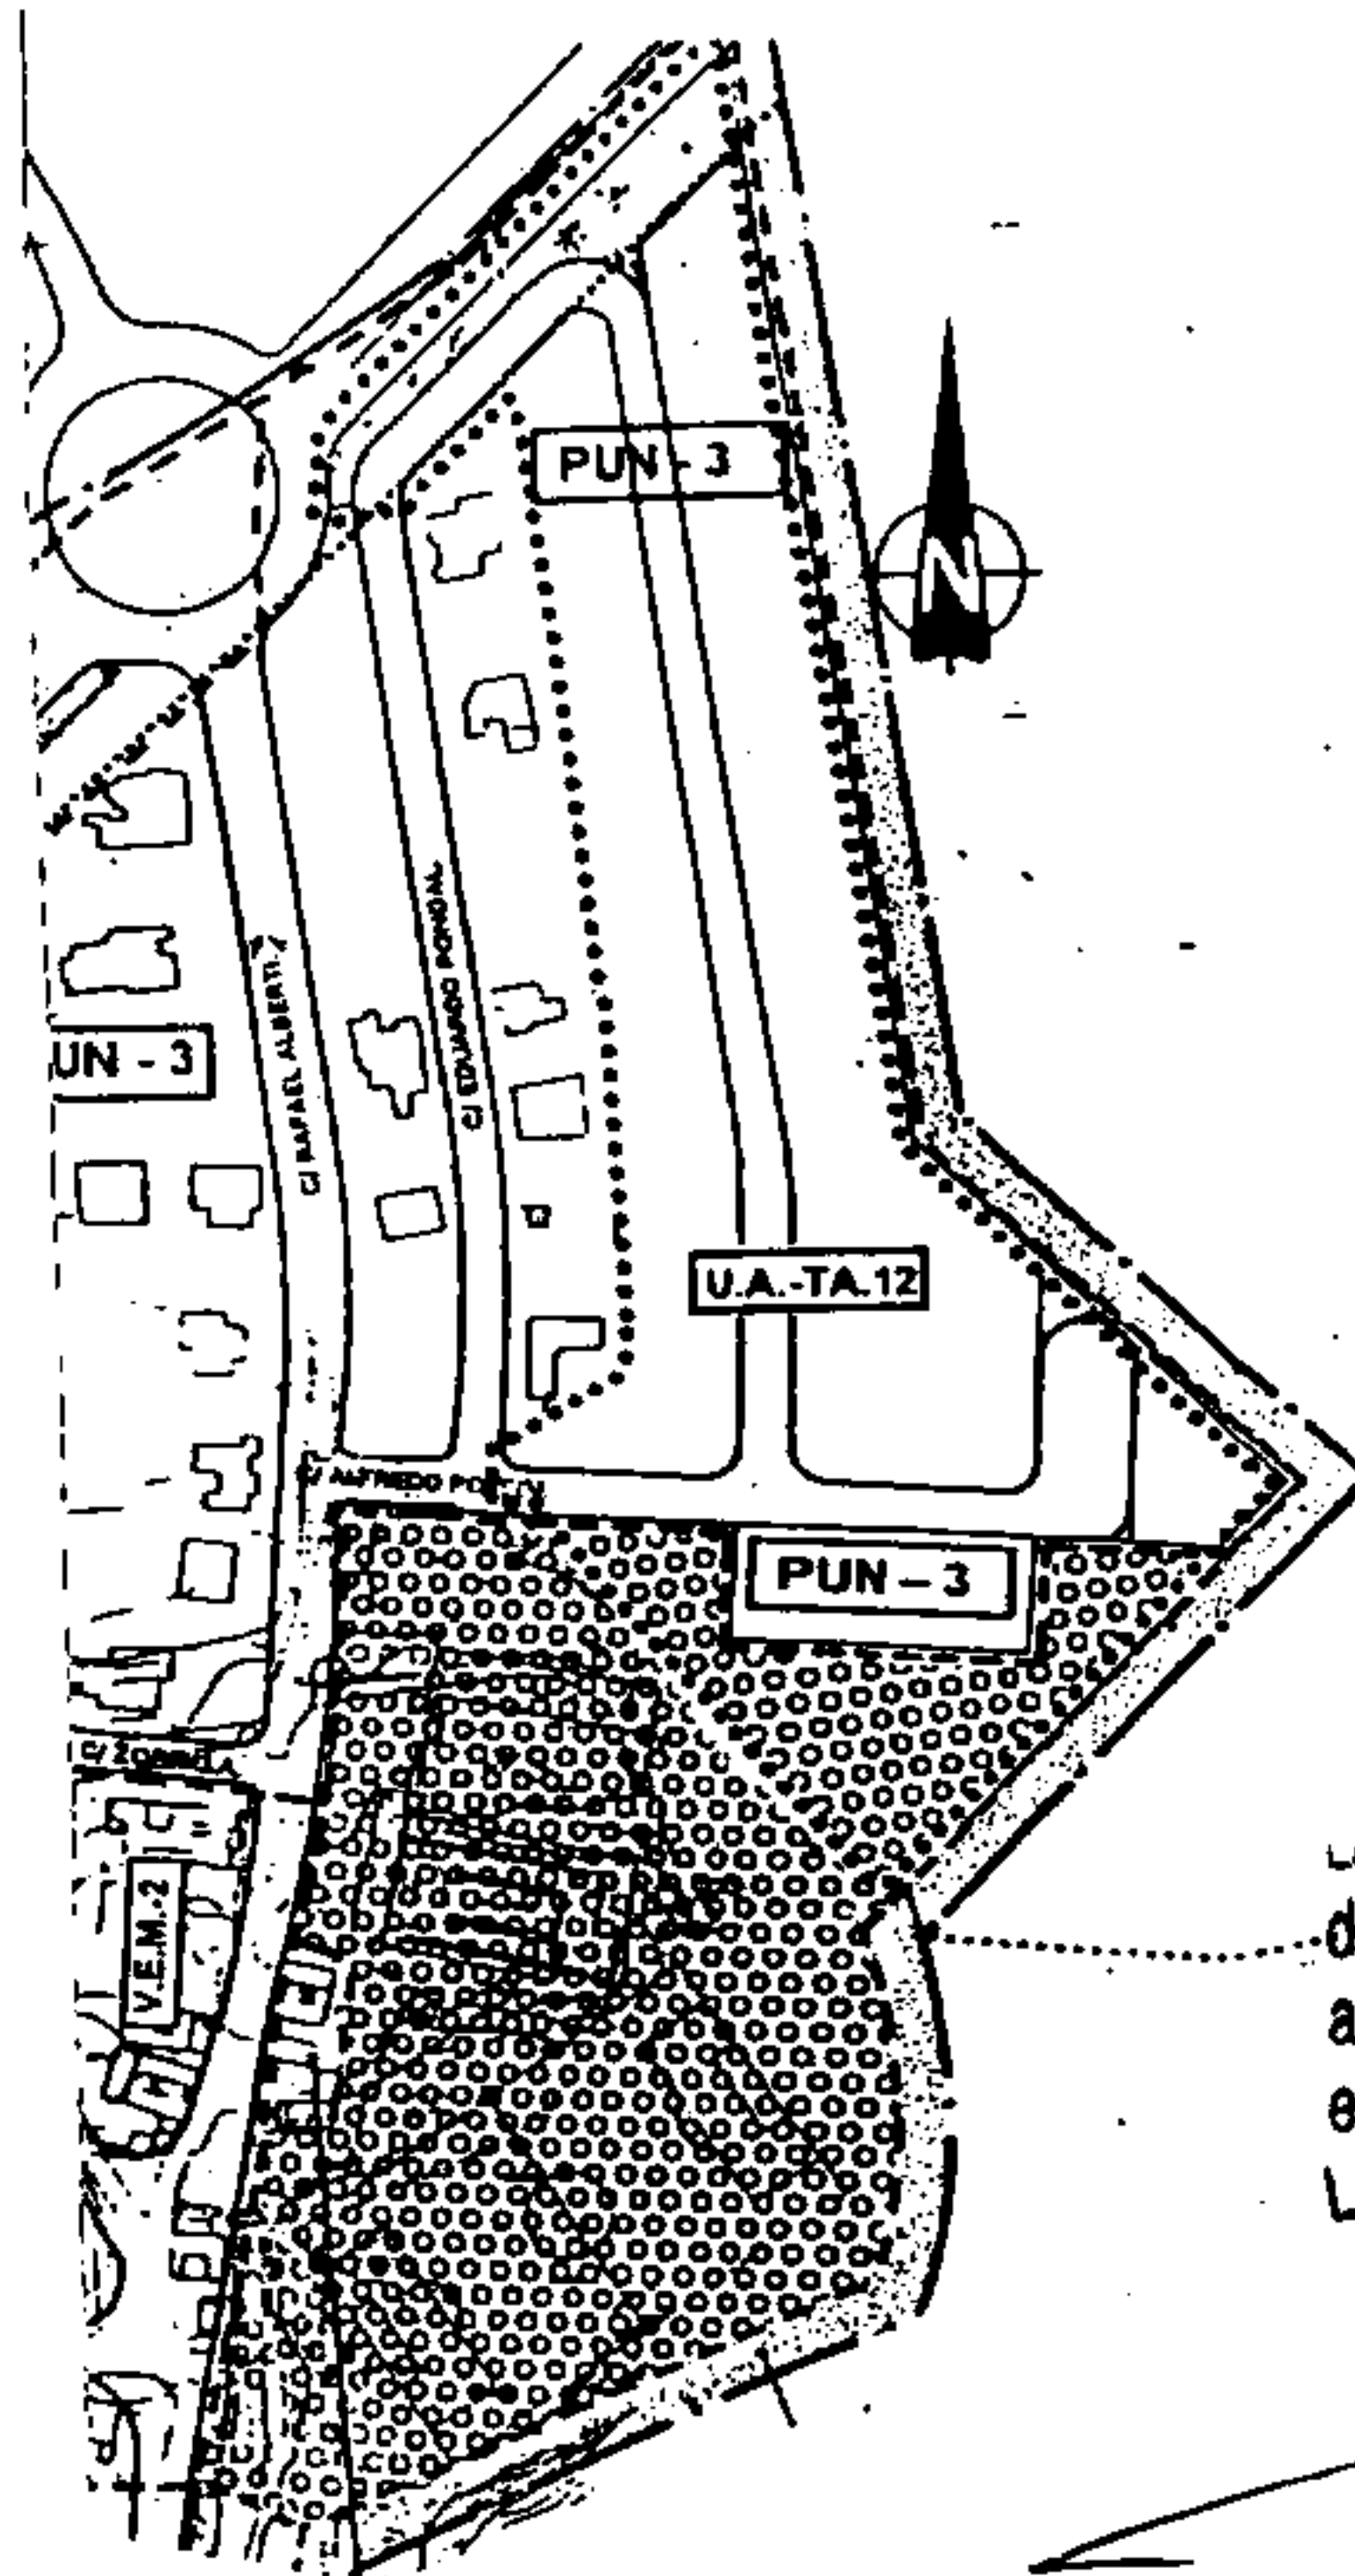 PUN - 3
N
C/ EDUARDO PONDAL
C/ RAFAEL ALBERTI
UN - 3
U.A.-TA.12
ALFREDO
PUN - 3
V.E.M.-2
d
a
e